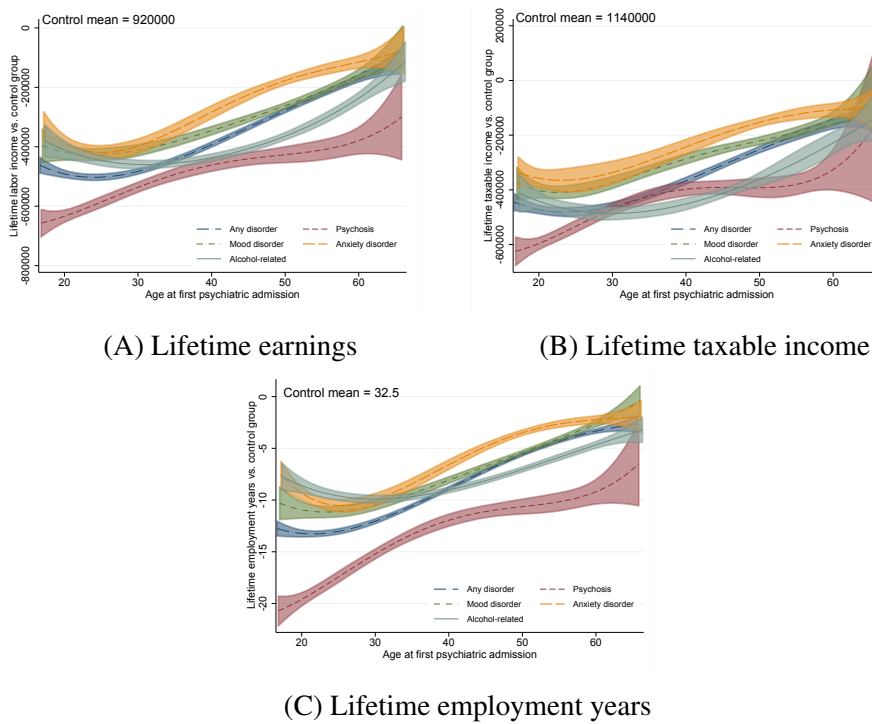 Control mean = 920000
Lifetime labor income vs. control group
0
-200000
-400000
-600000
-800000
Any disorder
Psychosis
Mood disorder
Anxiety disorder
Alcohol-related
20 30 40 50 60
Age at first psychiatric admission
(A) Lifetime earnings
Control mean = 1140000
Lifetime taxable income vs. control group
200000
0
-200000
-400000
-600000
Any disorder
Psychosis
Mood disorder
Anxiety disorder
Alcohol-related
20 30 40 50 60
Age at first psychiatric admission
(B) Lifetime taxable income
Control mean = 32.5
Lifetime employment years vs. control group
0
-5
-10
-15
-20
Any disorder
Psychosis
Mood disorder
Anxiety disorder
Alcohol-related
20 30 40 50 60
Age at first psychiatric admission
(C) Lifetime employment years